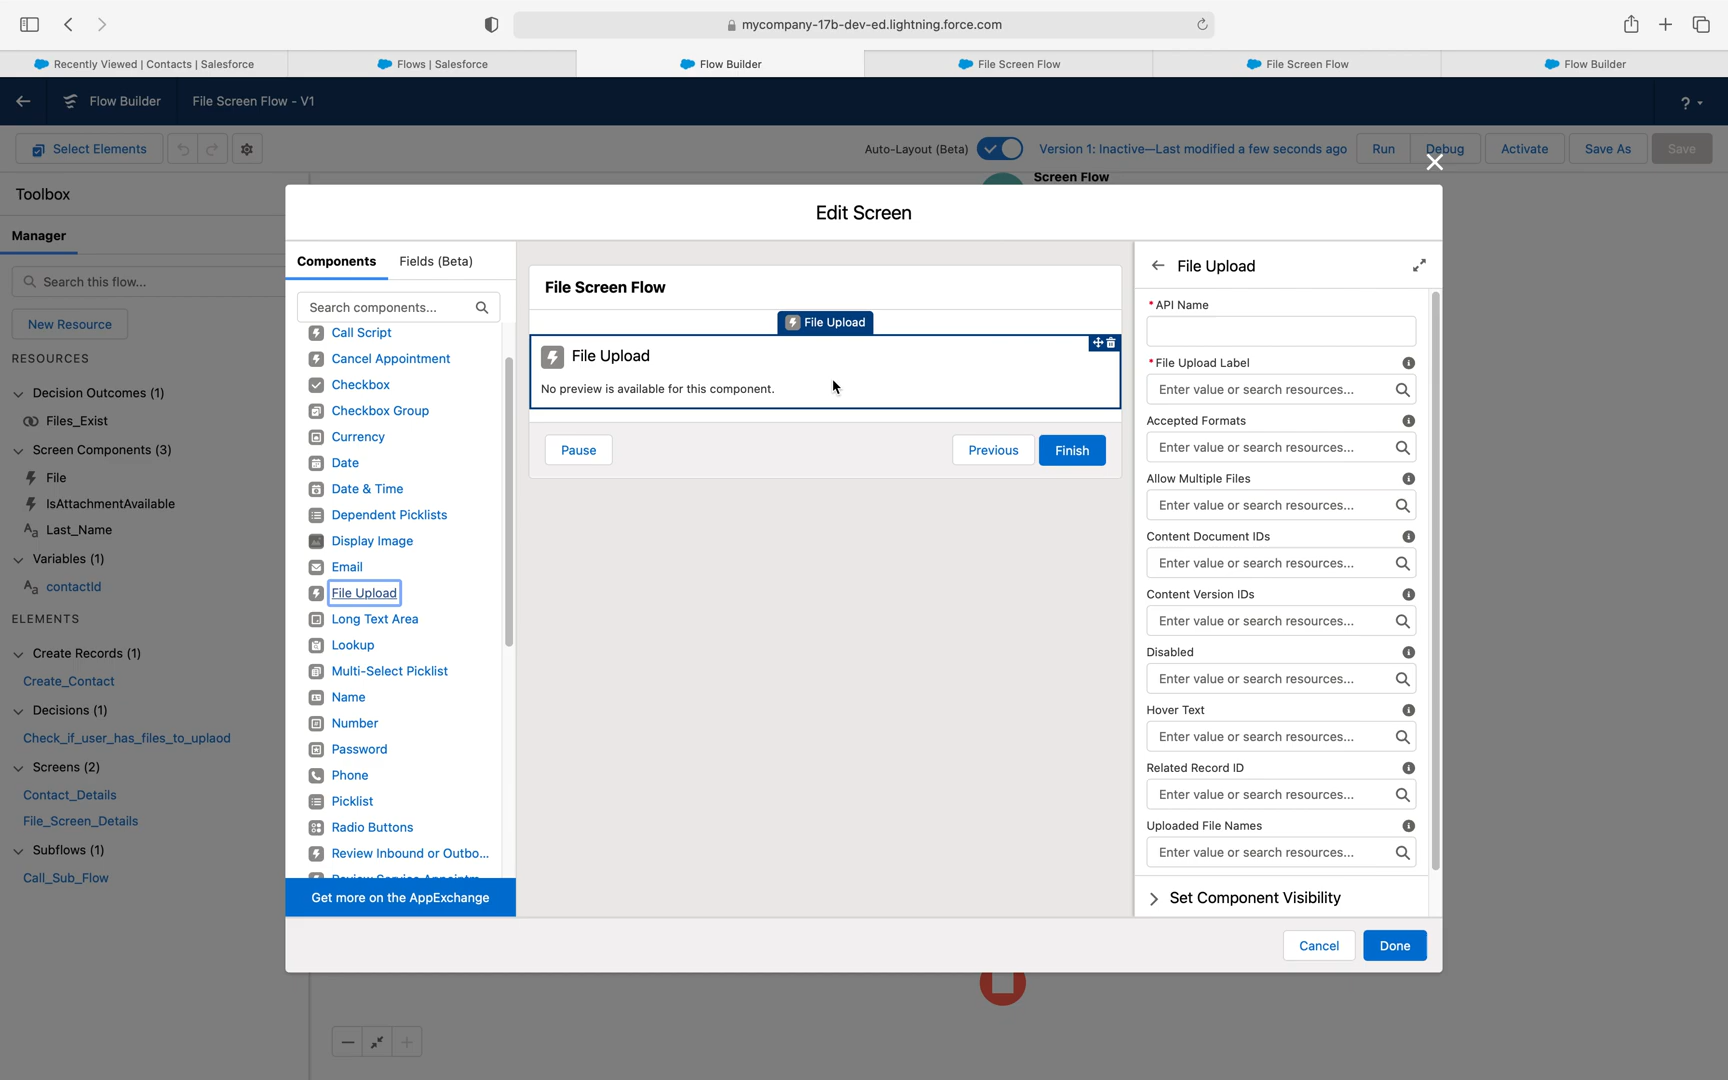 mycompany-17b-dev-ed.lightning.force.com
Recently Viewed | Contacts | Salesforce
Flows | Salesforce
Flow Builder
File Screen Flow
File Screen Flow
Flow Builder
Flow Builder
File Screen Flow - V1
?
Select Elements
Auto-Layout (Beta)
Version 1: Inactive—Last modified a few seconds ago
Run
Debug
Activate
Save As
Save
Toolbox
Screen Flow
Manager
Search this flow...
New Resource
RESOURCES
Decision Outcomes (1)
Files_Exist
Screen Components (3)
File
IsAttachmentAvailable
Last_Name
Variables (1)
contactId
ELEMENTS
Create Records (1)
Create_Contact
Decisions (1)
Check_if_user_has_files_to_uplaod
Screens (2)
Contact_Details
File_Screen_Details
Subflows (1)
Call_Sub_Flow
Edit Screen
Components
Fields (Beta)
Search components...
Call Script
Cancel Appointment
Checkbox
Checkbox Group
Currency
Date
Date & Time
Dependent Picklists
Display Image
Email
File Upload
Long Text Area
Lookup
Multi-Select Picklist
Name
Number
Password
Phone
Picklist
Radio Buttons
Review Inbound or Outbo...
Get more on the AppExchange
File Screen Flow
File Upload
File Upload
No preview is available for this component.
Pause
Previous
Finish
File Upload
* API Name
* File Upload Label
Enter value or search resources...
Accepted Formats
Enter value or search resources...
Allow Multiple Files
Enter value or search resources...
Content Document IDs
Enter value or search resources...
Content Version IDs
Enter value or search resources...
Disabled
Enter value or search resources...
Hover Text
Enter value or search resources...
Related Record ID
Enter value or search resources...
Uploaded File Names
Enter value or search resources...
Set Component Visibility
Cancel
Done